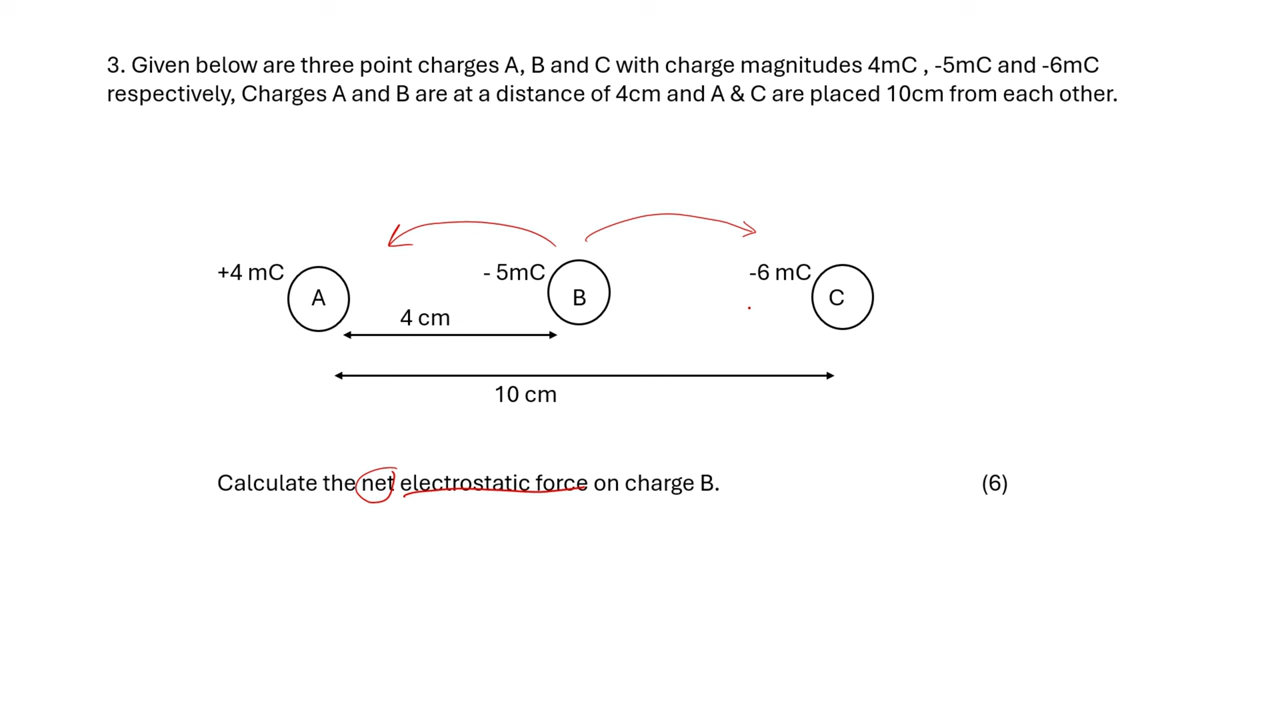 3. Given below are three point charges A, B and C with charge magnitudes 4mC , -5mC and -6mC
respectively, Charges A and B are at a distance of 4cm and A & C are placed 10cm from each other.
+4 mC
A
- 5mC
B
-6 mC
C
4 cm
10 cm
Calculate the net electrostatic force on charge B. (6)